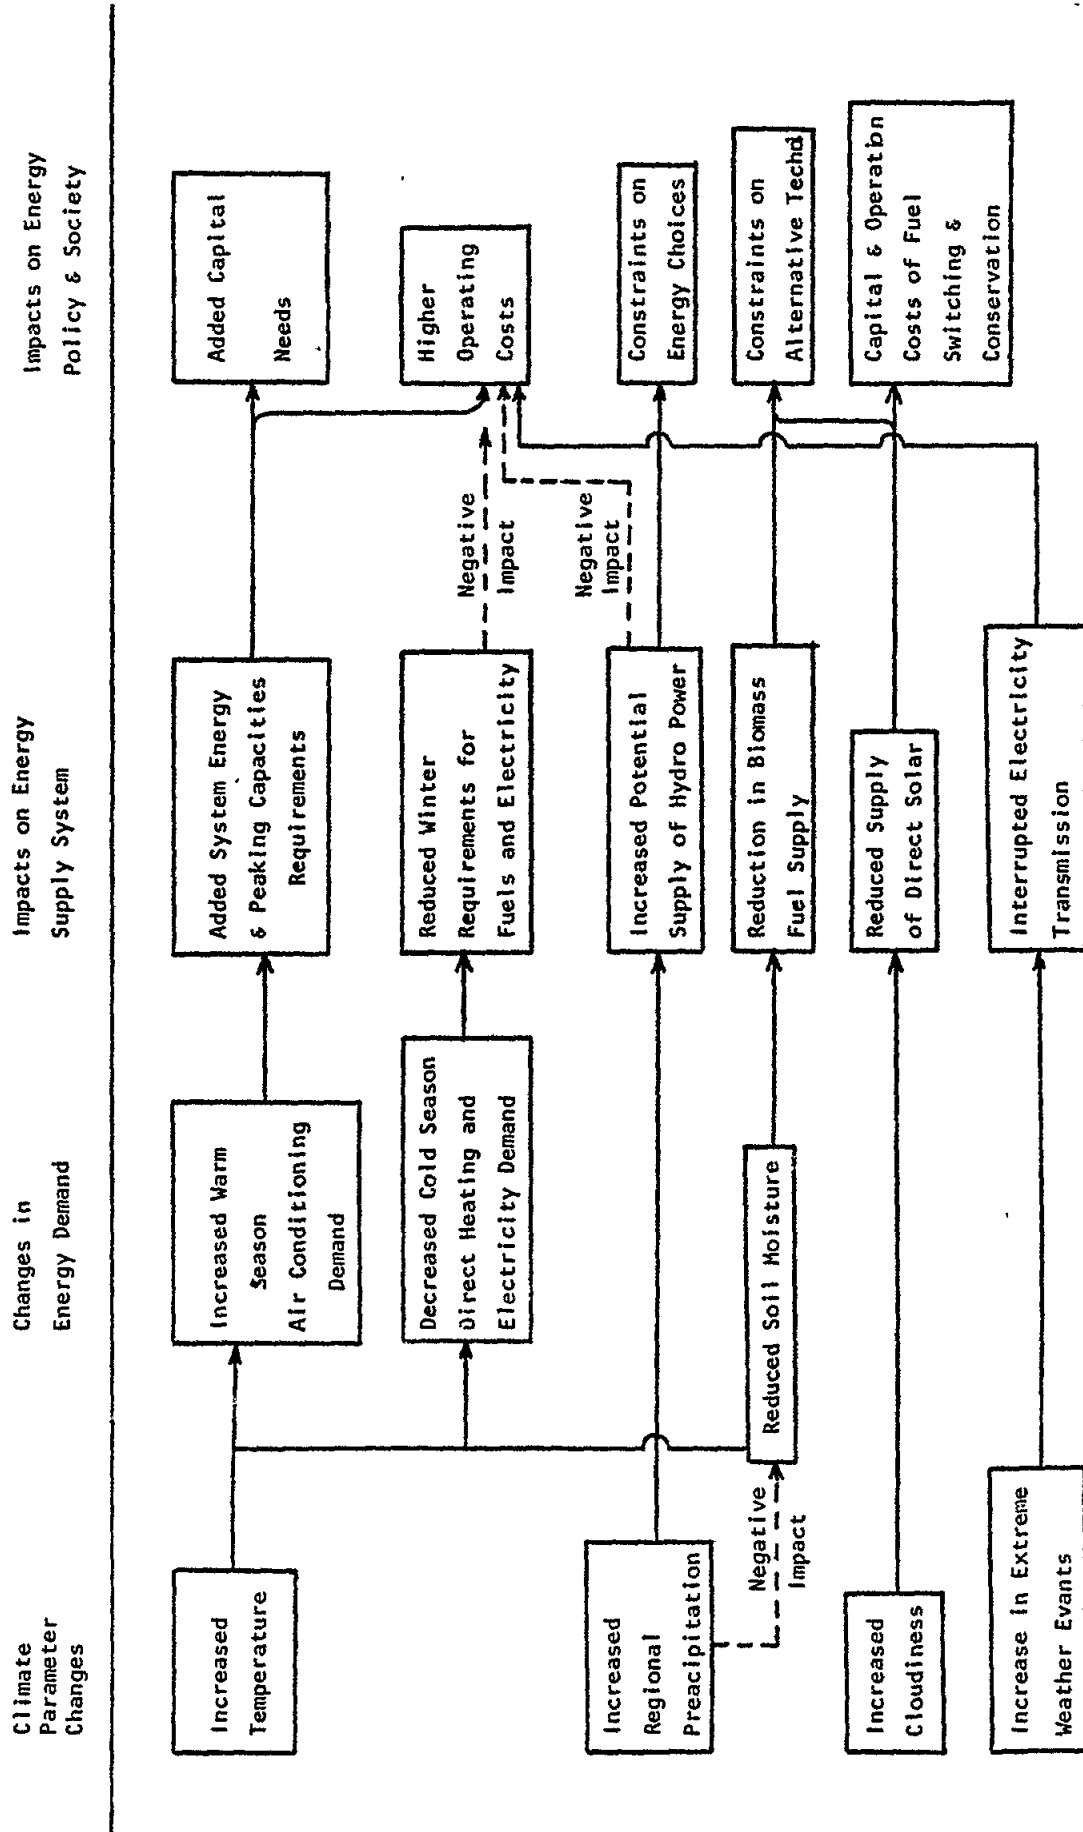 Climate
Parameter
Changes
Changes in
Energy Demand
Impacts on Energy
Supply System
Impacts on Energy
Policy & Society
Increased
Temperature
Increased Warm
Season
Air Conditioning
Demand
Added System Energy
& Peaking Capacities
Requirements
Added Capital
Needs
Decreased Cold Season
Direct Heating and
Electricity Demand
Reduced Winter
Requirements for
Fuels and Electricity
Negative
Impact
Higher
Operating
Costs
Increased
Regional
Preacipitation
Increased Potential
Supply of Hydro Power
Negative
Impact
Constraints on
Energy Choices
Negative
Impact
Reduced Soil Moisture
Reduction in Biomass
Fuel Supply
Constraints on
Alternative Techd
Increased
Cloudiness
Reduced Supply
of Direct Solar
Capital & Operatbn
Costs of Fuel
Switching &
Conservation
Increase in Extreme
Weather Evants
Interrupted Electricity
Transmission